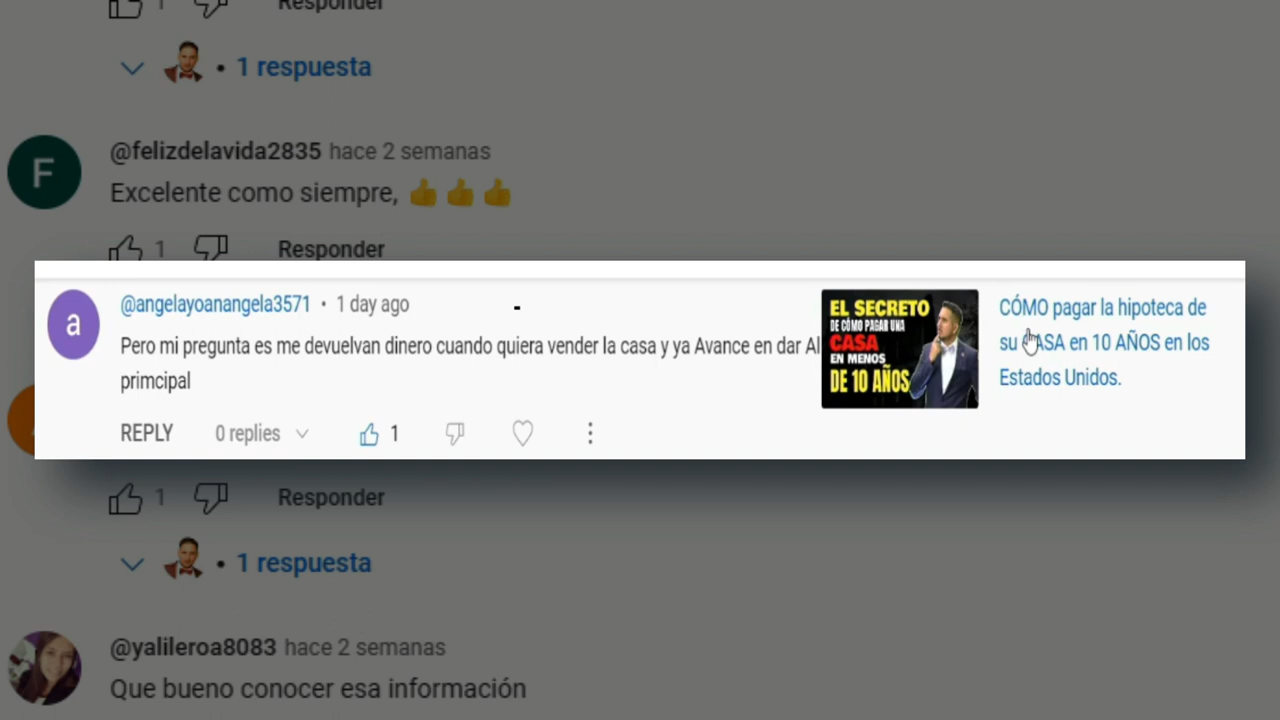 1 Responder
1 respuesta
F @felizdelavida2835 hace 2 semanas
Excelente como siempre, 👍👍👍
1 Responder
a @angelayoanangela3571 • 1 day ago -
Pero mi pregunta es me devuelvan dinero cuando quiera vender la casa y ya Avance en dar Al
primcipal
REPLY 0 replies 1
EL SECRETO
DE CÓMO PAGAR UNA
CASA
EN MENOS
DE 10 AÑOS
CÓMO pagar la hipoteca de
su CASA en 10 AÑOS en los
Estados Unidos.
1 Responder
1 respuesta
@yalileroa8083 hace 2 semanas
Que bueno conocer esa información